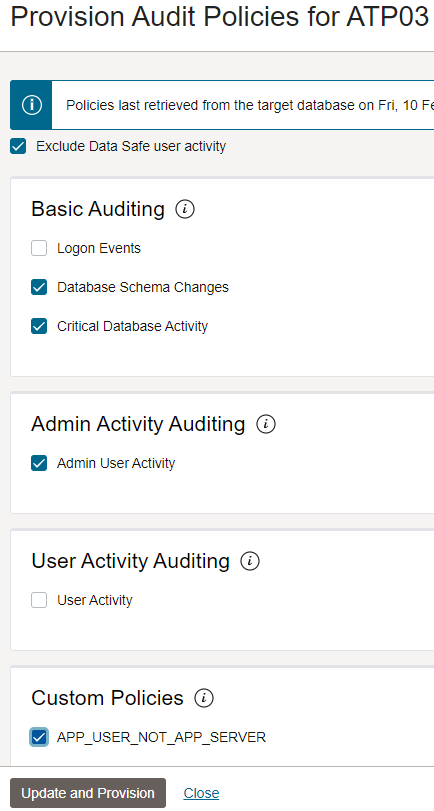 Provision Audit Policies for ATP03
Policies last retrieved from the target database on Fri, 10 Fe
Exclude Data Safe user activity
Basic Auditing
Logon Events
Database Schema Changes
Critical Database Activity
Admin Activity Auditing
Admin User Activity
User Activity Auditing
User Activity
Custom Policies
APP_USER_NOT_APP_SERVER
Update and Provision Close